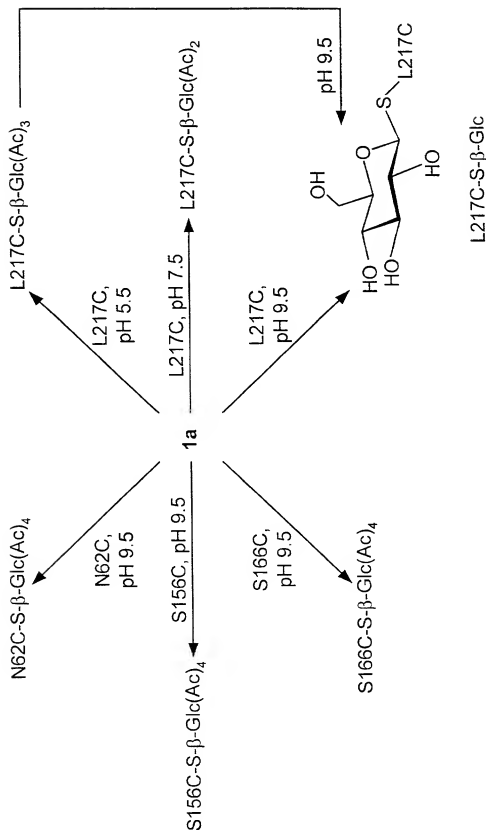 L217C-S-β-Glc(Ac)₃
L217C,
pH 5.5
L217C, pH 7.5
L217C-S-β-Glc(Ac)₂
L217C,
pH 9.5
pH 9.5
1a
N62C-S-β-Glc(Ac)₄
N62C,
pH 9.5
S156C, pH 9.5
S156C-S-β-Glc(Ac)₄
S166C,
pH 9.5
S166C-S-β-Glc(Ac)₄
OH
O
S
L217C
HO
HO
HO
L217C-S-β-Glc